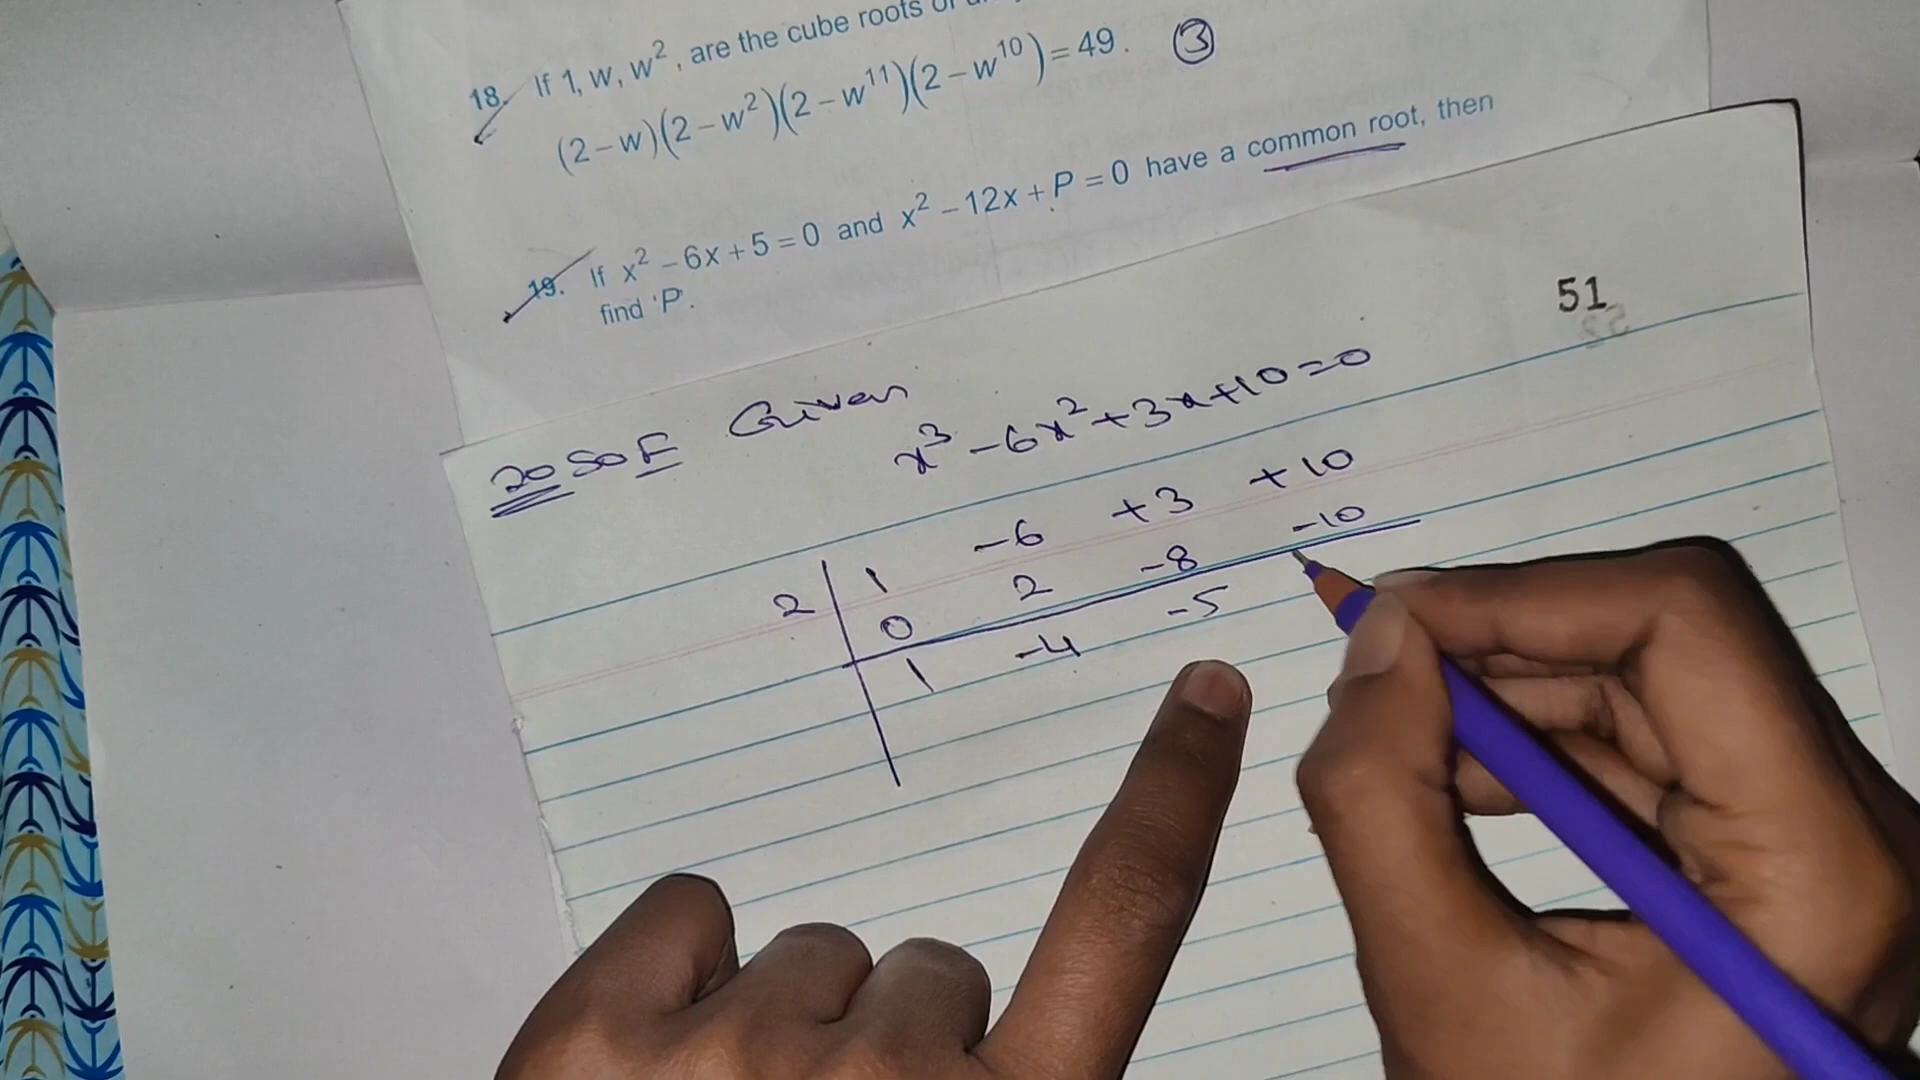 18. If 1, w, w², are the cube roots of
(2 – w)(2 – w²)(2 – w¹¹)(2 – w¹⁰) = 49. ③
19. If x² – 6x + 5 = 0 and x² – 12x + P = 0 have a common root, then
find 'P'.
51
20 Sol Given
x³ – 6x² + 3x + 10 = 0
2 1 -6 +3 +10
0 2 -8 -10
1 -4 -5